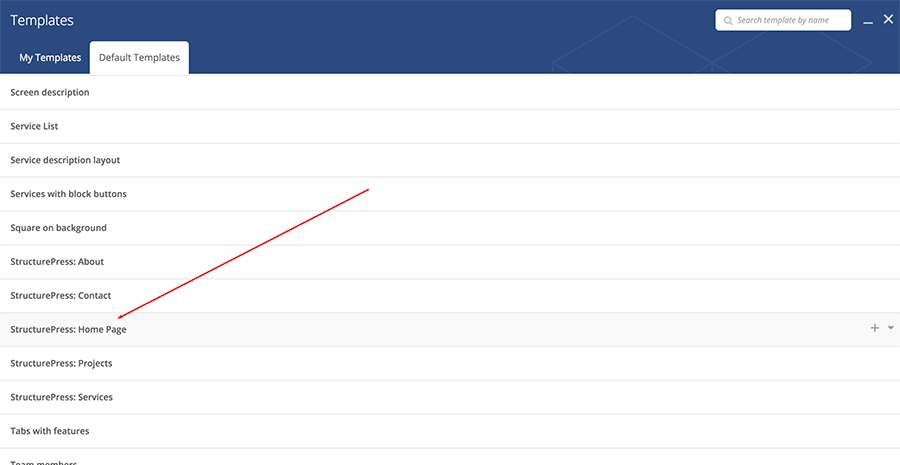 Templates
Search template by name
My Templates
Default Templates
Screen description
Service List
Service description layout
Services with block buttons
Square on background
StructurePress: About
StructurePress: Contact
StructurePress: Home Page
StructurePress: Projects
StructurePress: Services
Tabs with features
Team members